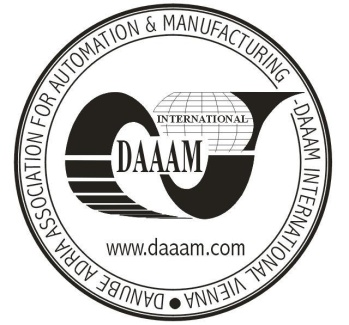 DANUBE ADRIA ASSOCIATION FOR AUTOMATION & MANUFACTURING
-DAAAM INTERNATIONAL VIENNA
INTERNATIONAL
DAAAM
www.daaam.com